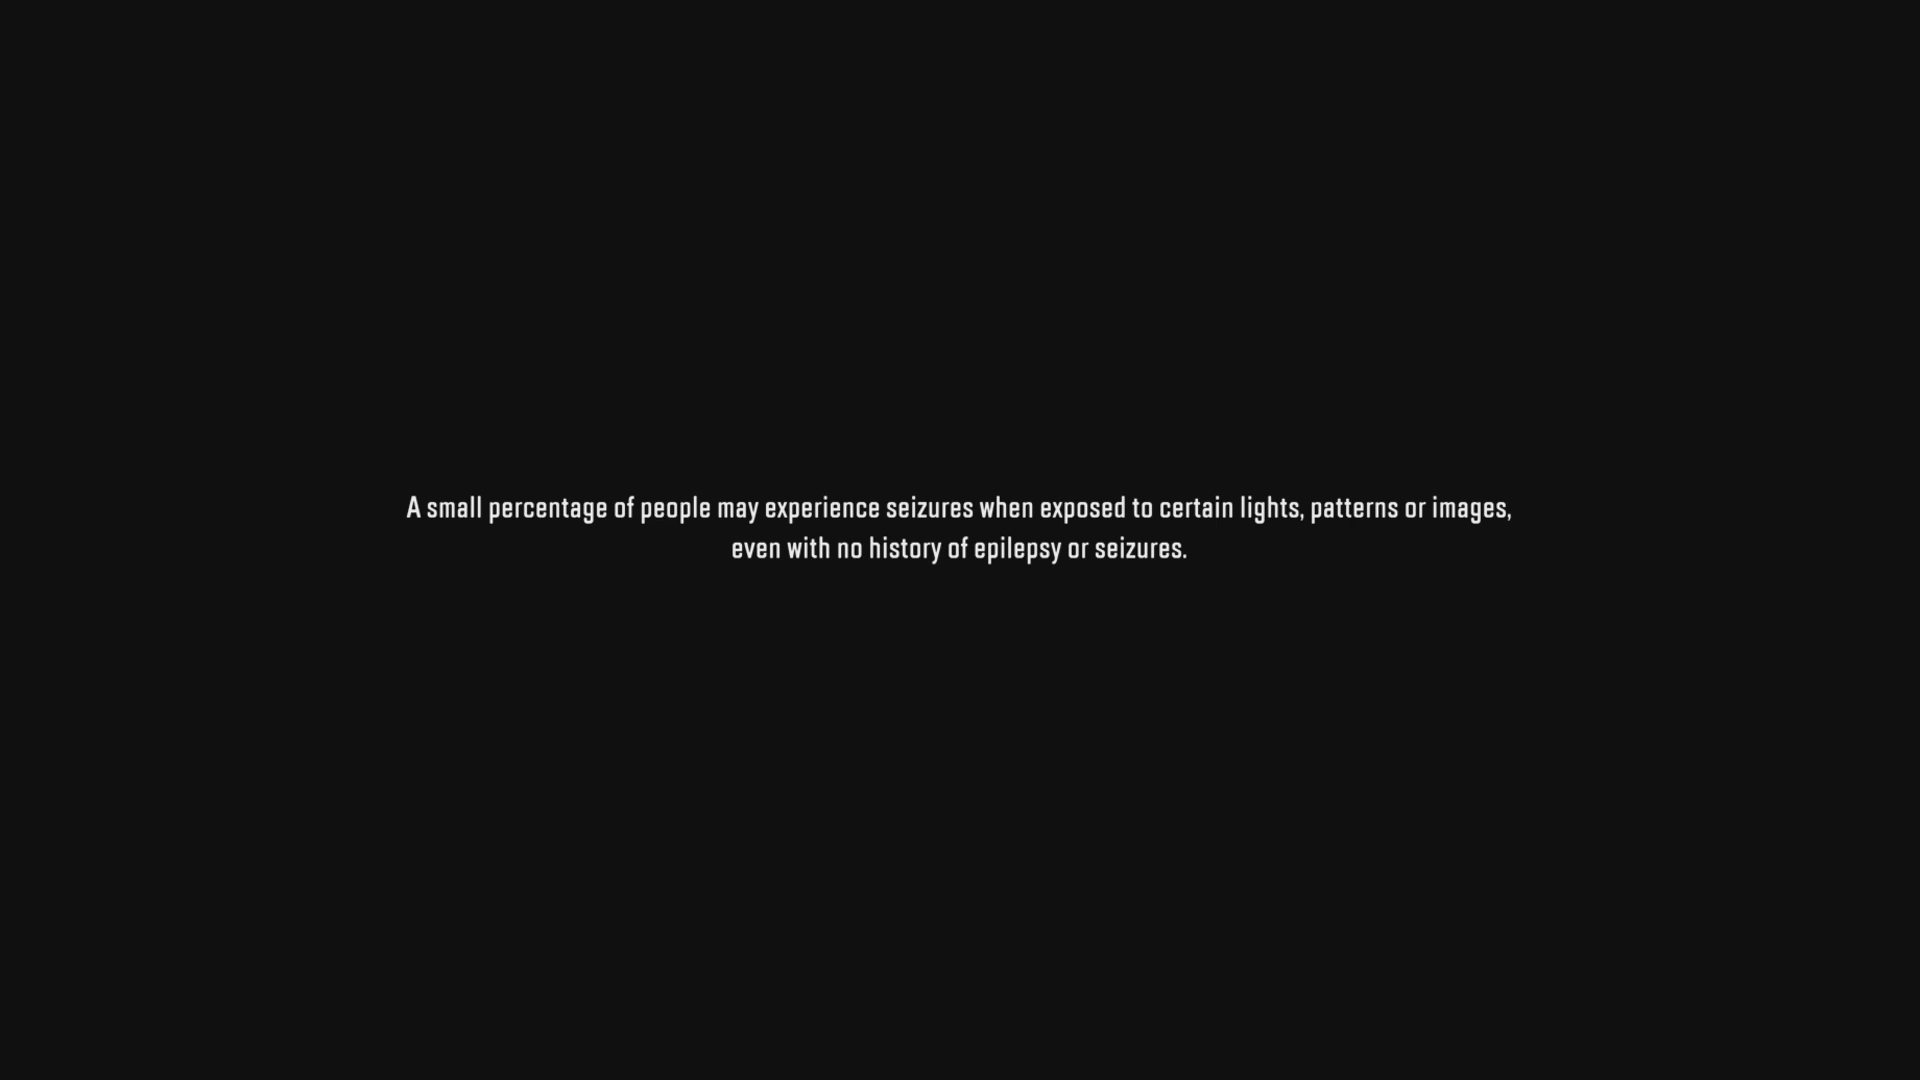 A small percentage of people may experience seizures when exposed to certain lights, patterns or images,
even with no history of epilepsy or seizures.